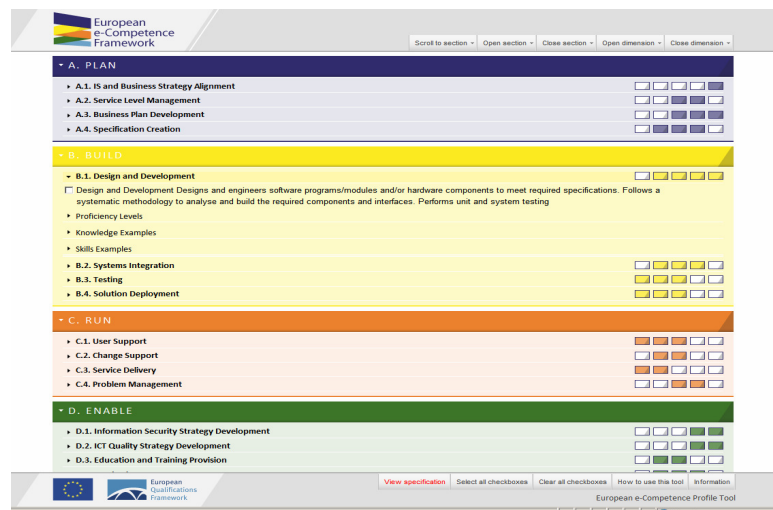 European
e-Competence
Framework
Scroll to section Open section Close section Open dimension Close dimension
A. PLAN
A.1. IS and Business Strategy Alignment
A.2. Service Level Management
A.3. Business Plan Development
A.4. Specification Creation
B. BUILD
B.1. Design and Development
Design and Development Designs and engineers software programs/modules and/or hardware components to meet required specifications. Follows a
systematic methodology to analyse and build the required components and interfaces. Performs unit and system testing
Proficiency Levels
Knowledge Examples
Skills Examples
B.2. Systems Integration
B.3. Testing
B.4. Solution Deployment
C. RUN
C.1. User Support
C.2. Change Support
C.3. Service Delivery
C.4. Problem Management
D. ENABLE
D.1. Information Security Strategy Development
D.2. ICT Quality Strategy Development
D.3. Education and Training Provision
European
Qualifications
Framework
View specification Select all checkboxes Clear all checkboxes How to use this tool Information
European e-Competence Profile Tool